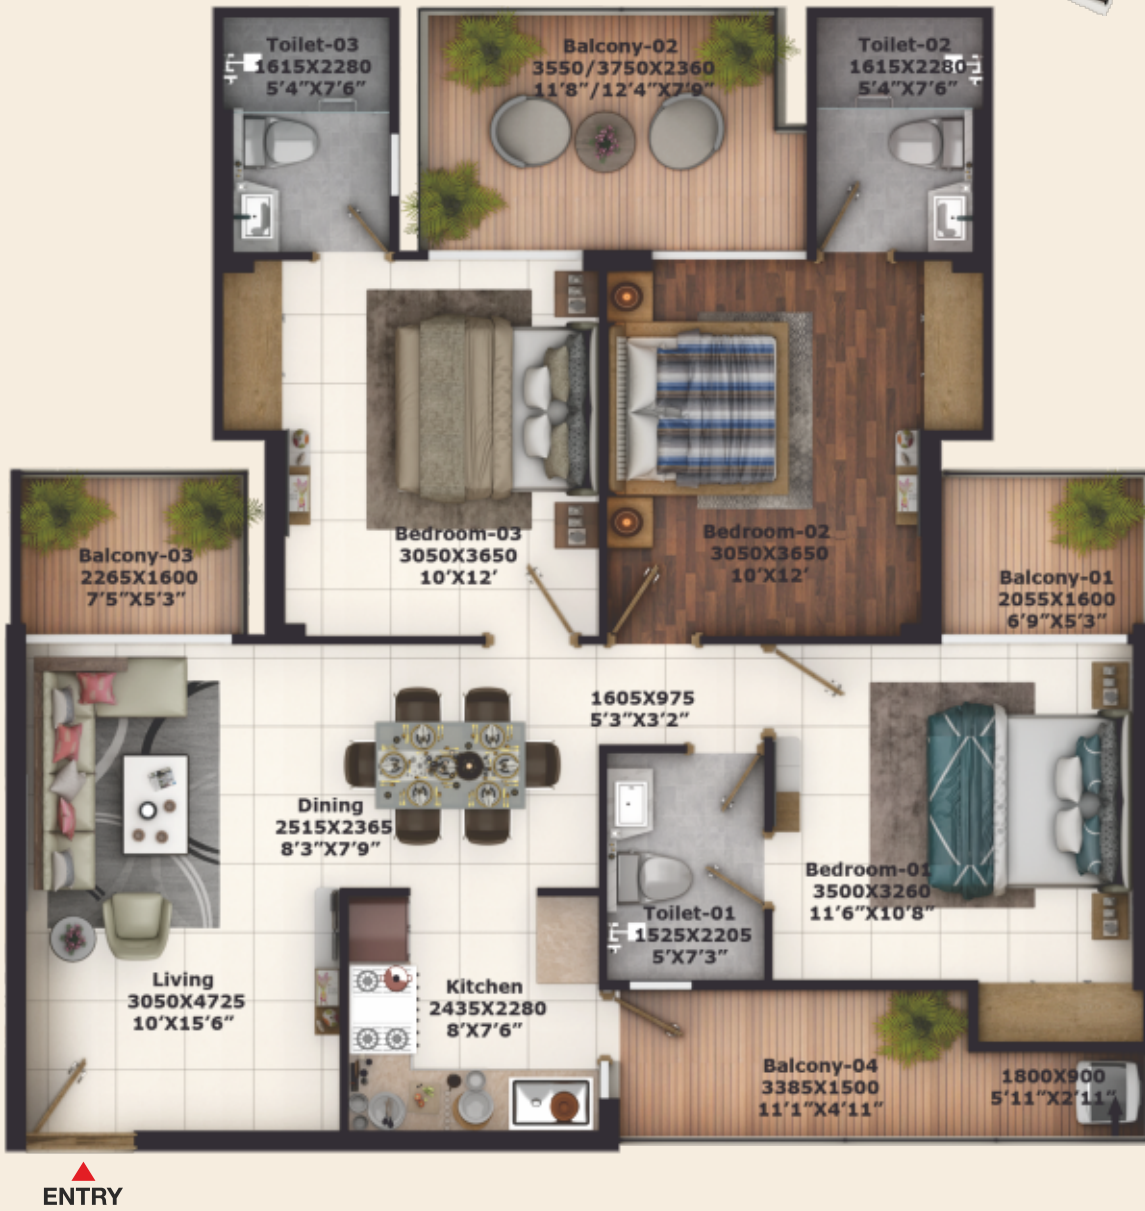 Toilet-03
1615X2280
5’4”X7’6”
Balcony-02
3550/3750X2360
11’8”/12’4”X7’9”
Toilet-02
1615X2280
5’4”X7’6”
Bedroom-03
3050X3650
10’X12’
Bedroom-02
3050X3650
10’X12’
Balcony-03
2265X1600
7’5”X5’3”
Balcony-01
2055X1600
6’9”X5’3”
1605X975
5’3”X3’2”
Dining
2515X2365
8’3”X7’9”
Bedroom-01
3500X3260
11’6”X10’8”
Toilet-01
1525X2205
5’X7’3”
Living
3050X4725
10’X15’6”
Kitchen
2435X2280
8’X7’6”
Balcony-04
3385X1500
11’1”X4’11”
1800X900
5’11”X2’11”
ENTRY